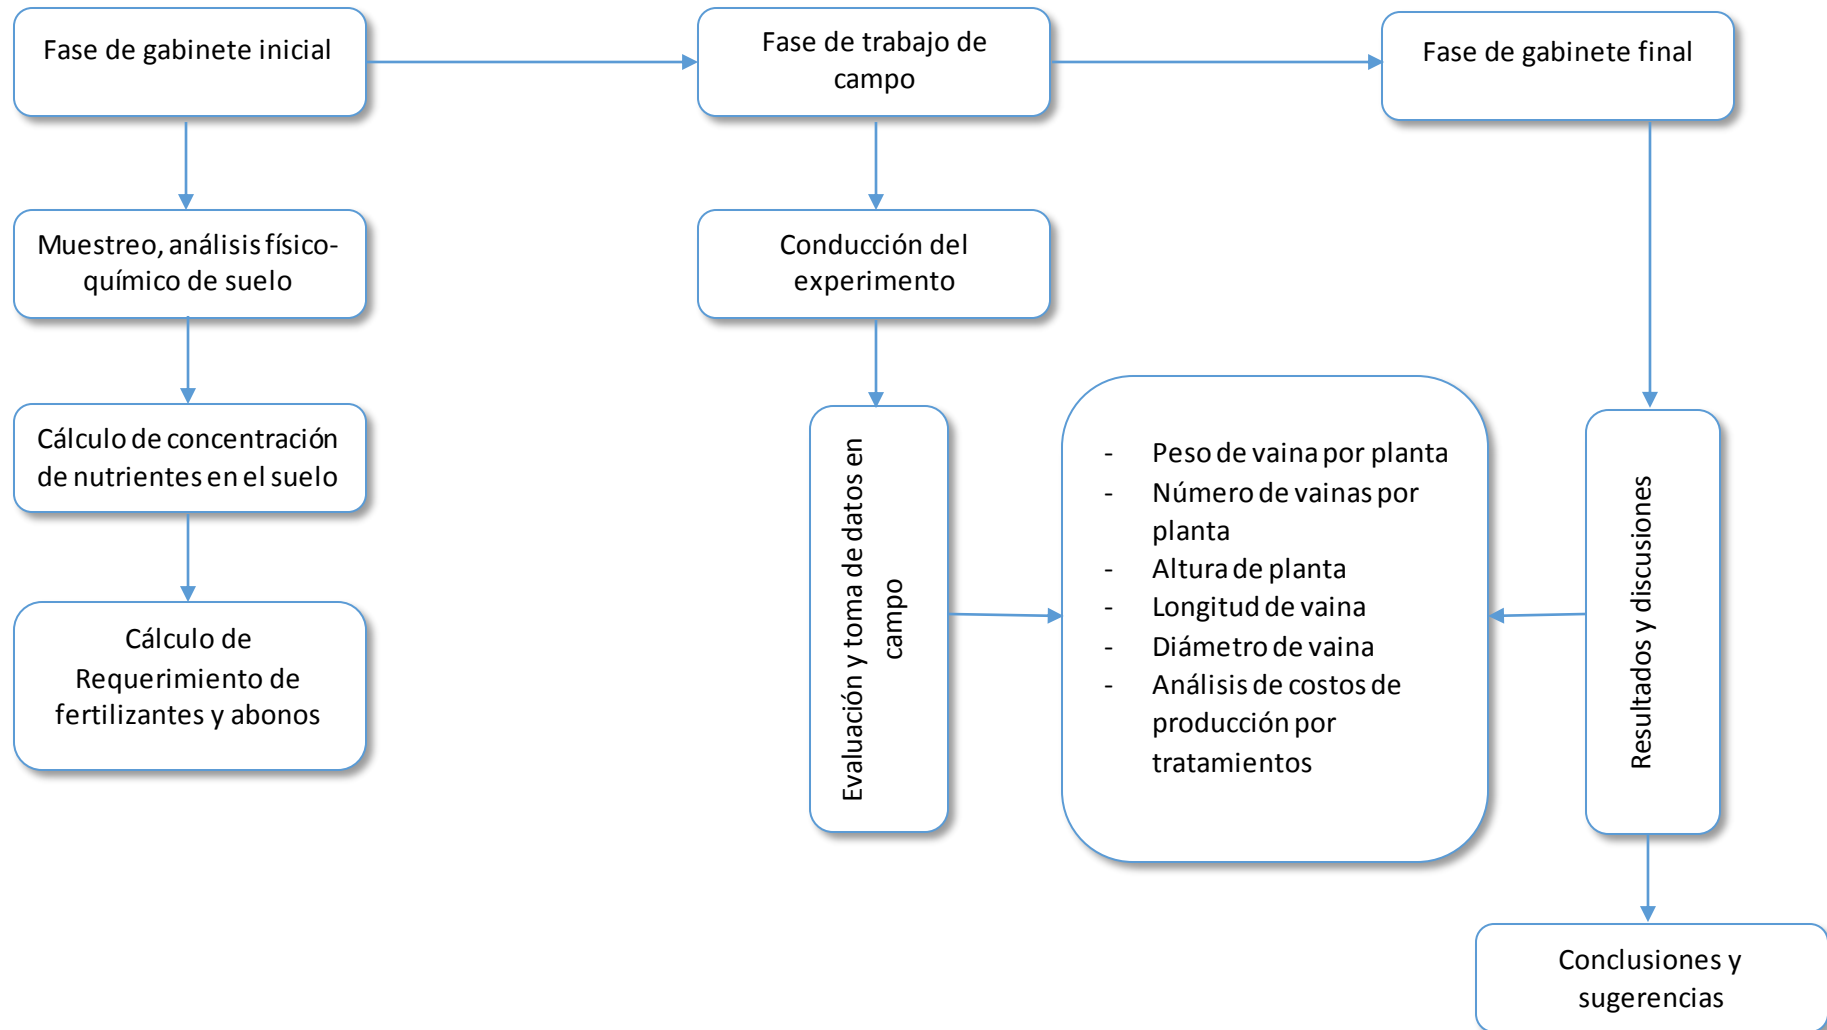 Fase de gabinete inicial
Fase de trabajo de
campo
Fase de gabinete final
Muestreo, análisis físico-
químico de suelo
Conducción del
experimento
Cálculo de concentración
de nutrientes en el suelo
Cálculo de
Requerimiento de
fertilizantes y abonos
Evaluación y toma de datos en
campo
- Peso de vaina por planta
- Número de vainas por
planta
- Altura de planta
- Longitud de vaina
- Diámetro de vaina
- Análisis de costos de
producción por
tratamientos
Resultados y discusiones
Conclusiones y
sugerencias